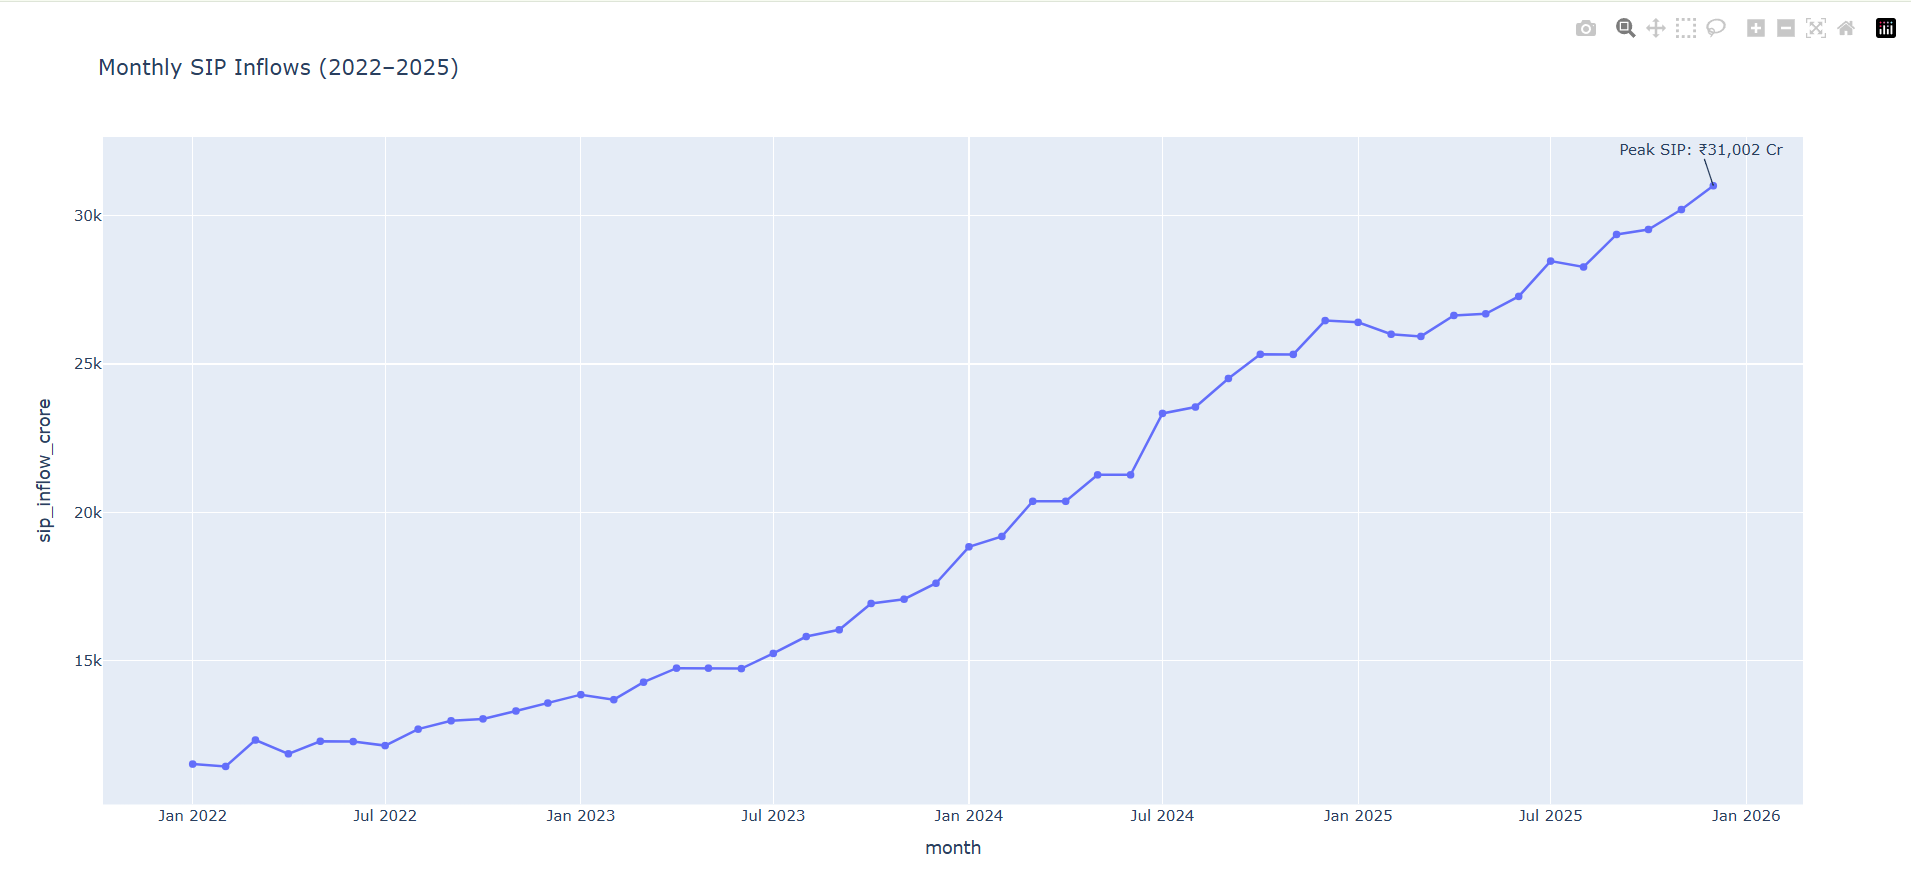 Monthly SIP Inflows (2022–2025)
Peak SIP: ₹31,002 Cr
30k
25k
20k
15k
sip_inflow_crore
Jan 2022
Jul 2022
Jan 2023
Jul 2023
Jan 2024
Jul 2024
Jan 2025
Jul 2025
Jan 2026
month